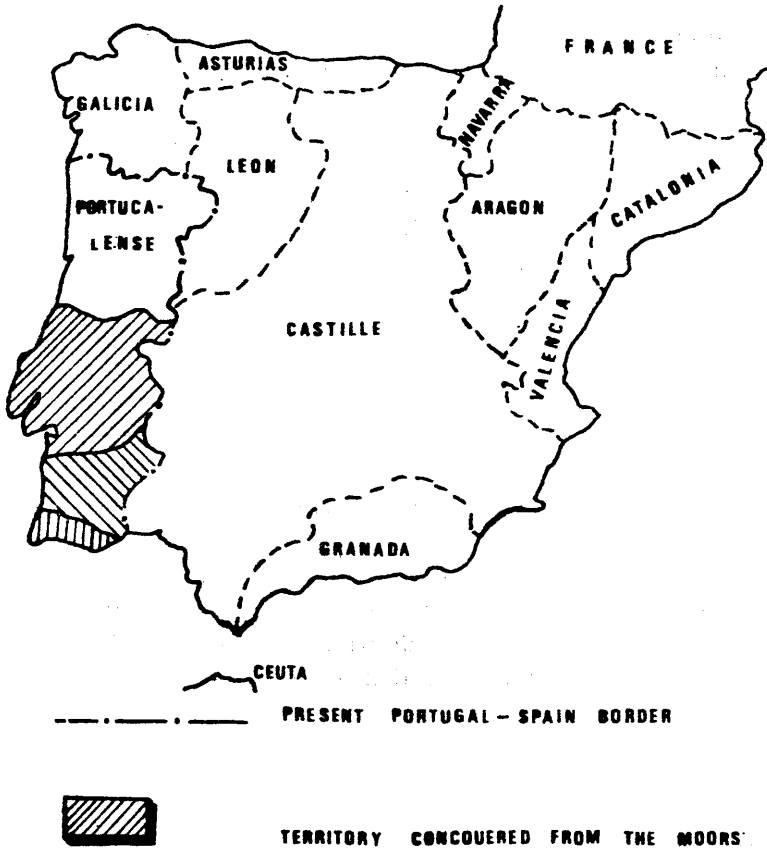 FRANCE
ASTURIAS
GALICIA
NAVARRA
LEON
CATALONIA
PORTUCA-
LENSE
ARAGON
CASTILLE
VALENCIA
GRANADA
CEUTA
PRESENT PORTUGAL – SPAIN BORDER
TERRITORY CONCOUERED FROM THE MOORS